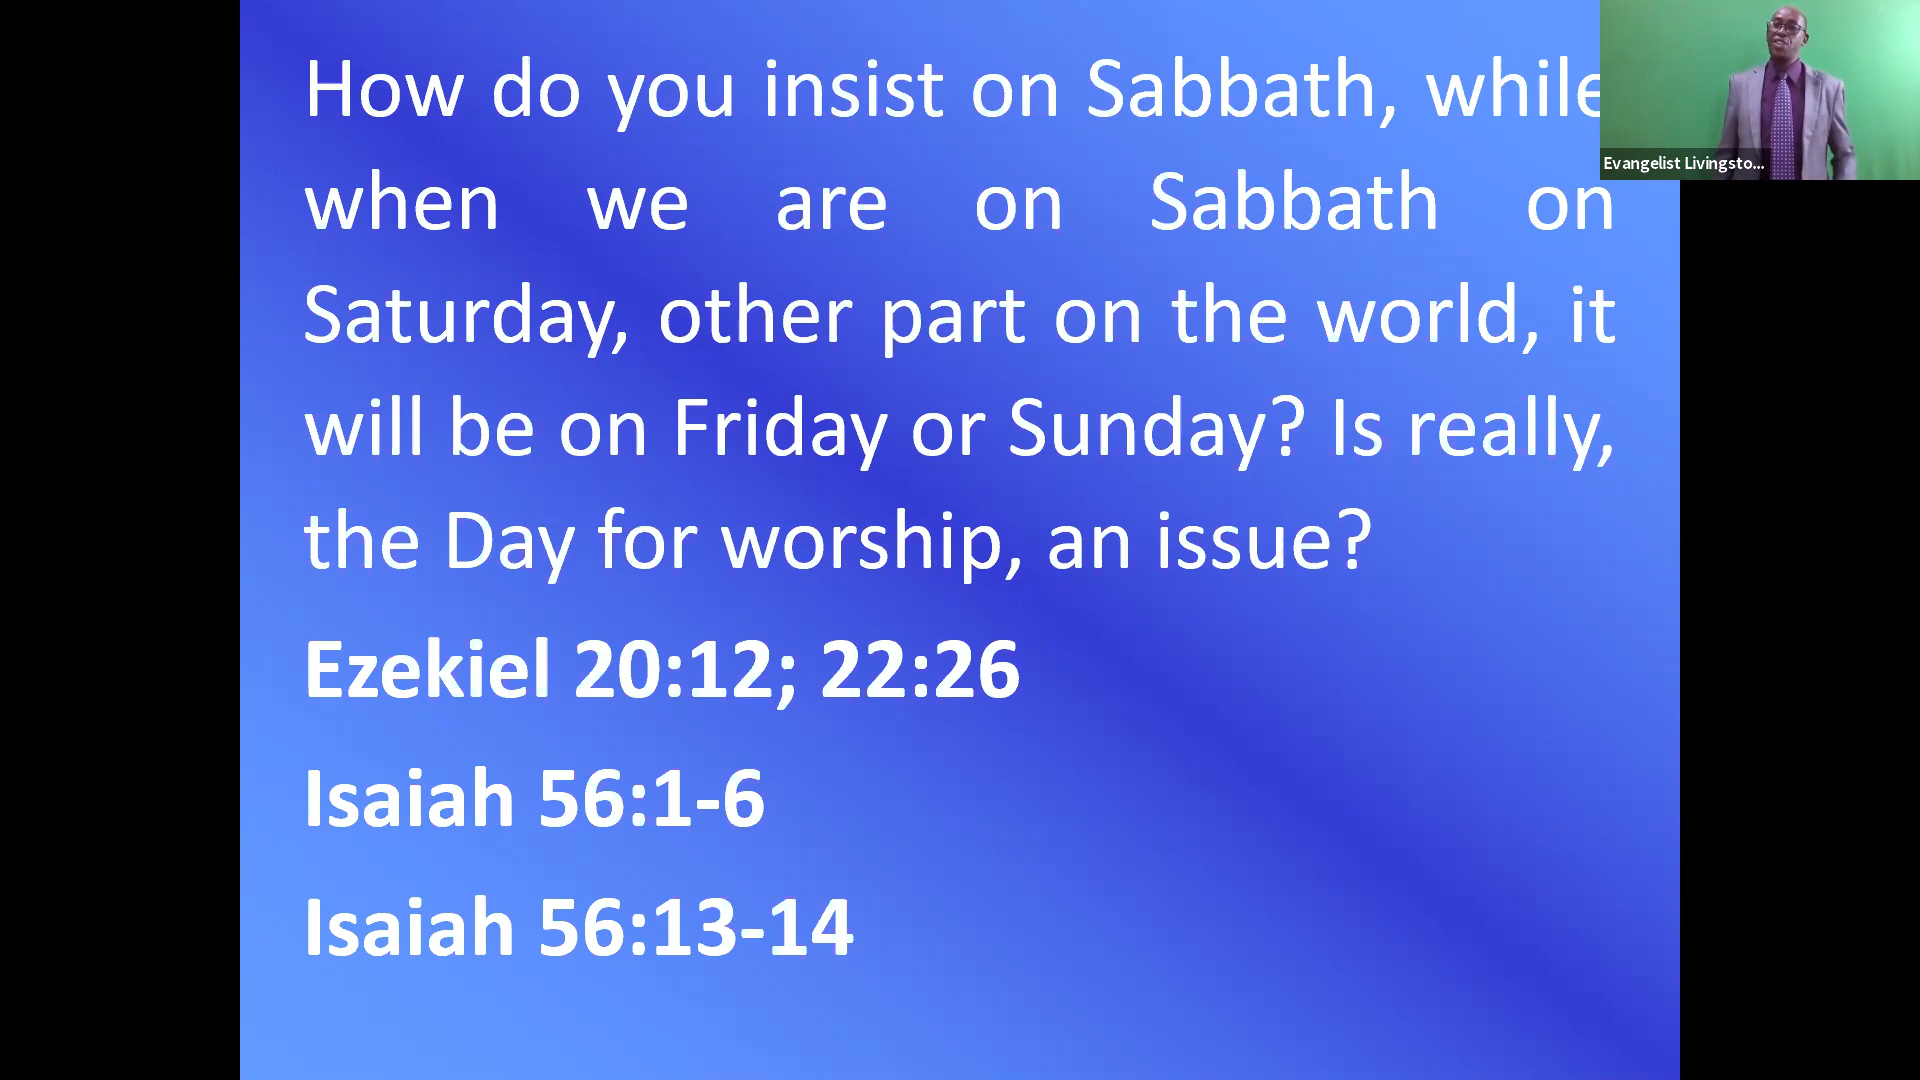 How do you insist on Sabbath, while
when we are on Sabbath on
Saturday, other part on the world, it
will be on Friday or Sunday? Is really,
the Day for worship, an issue?
Ezekiel 20:12; 22:26
Isaiah 56:1-6
Isaiah 56:13-14
Evangelist Livingsto...